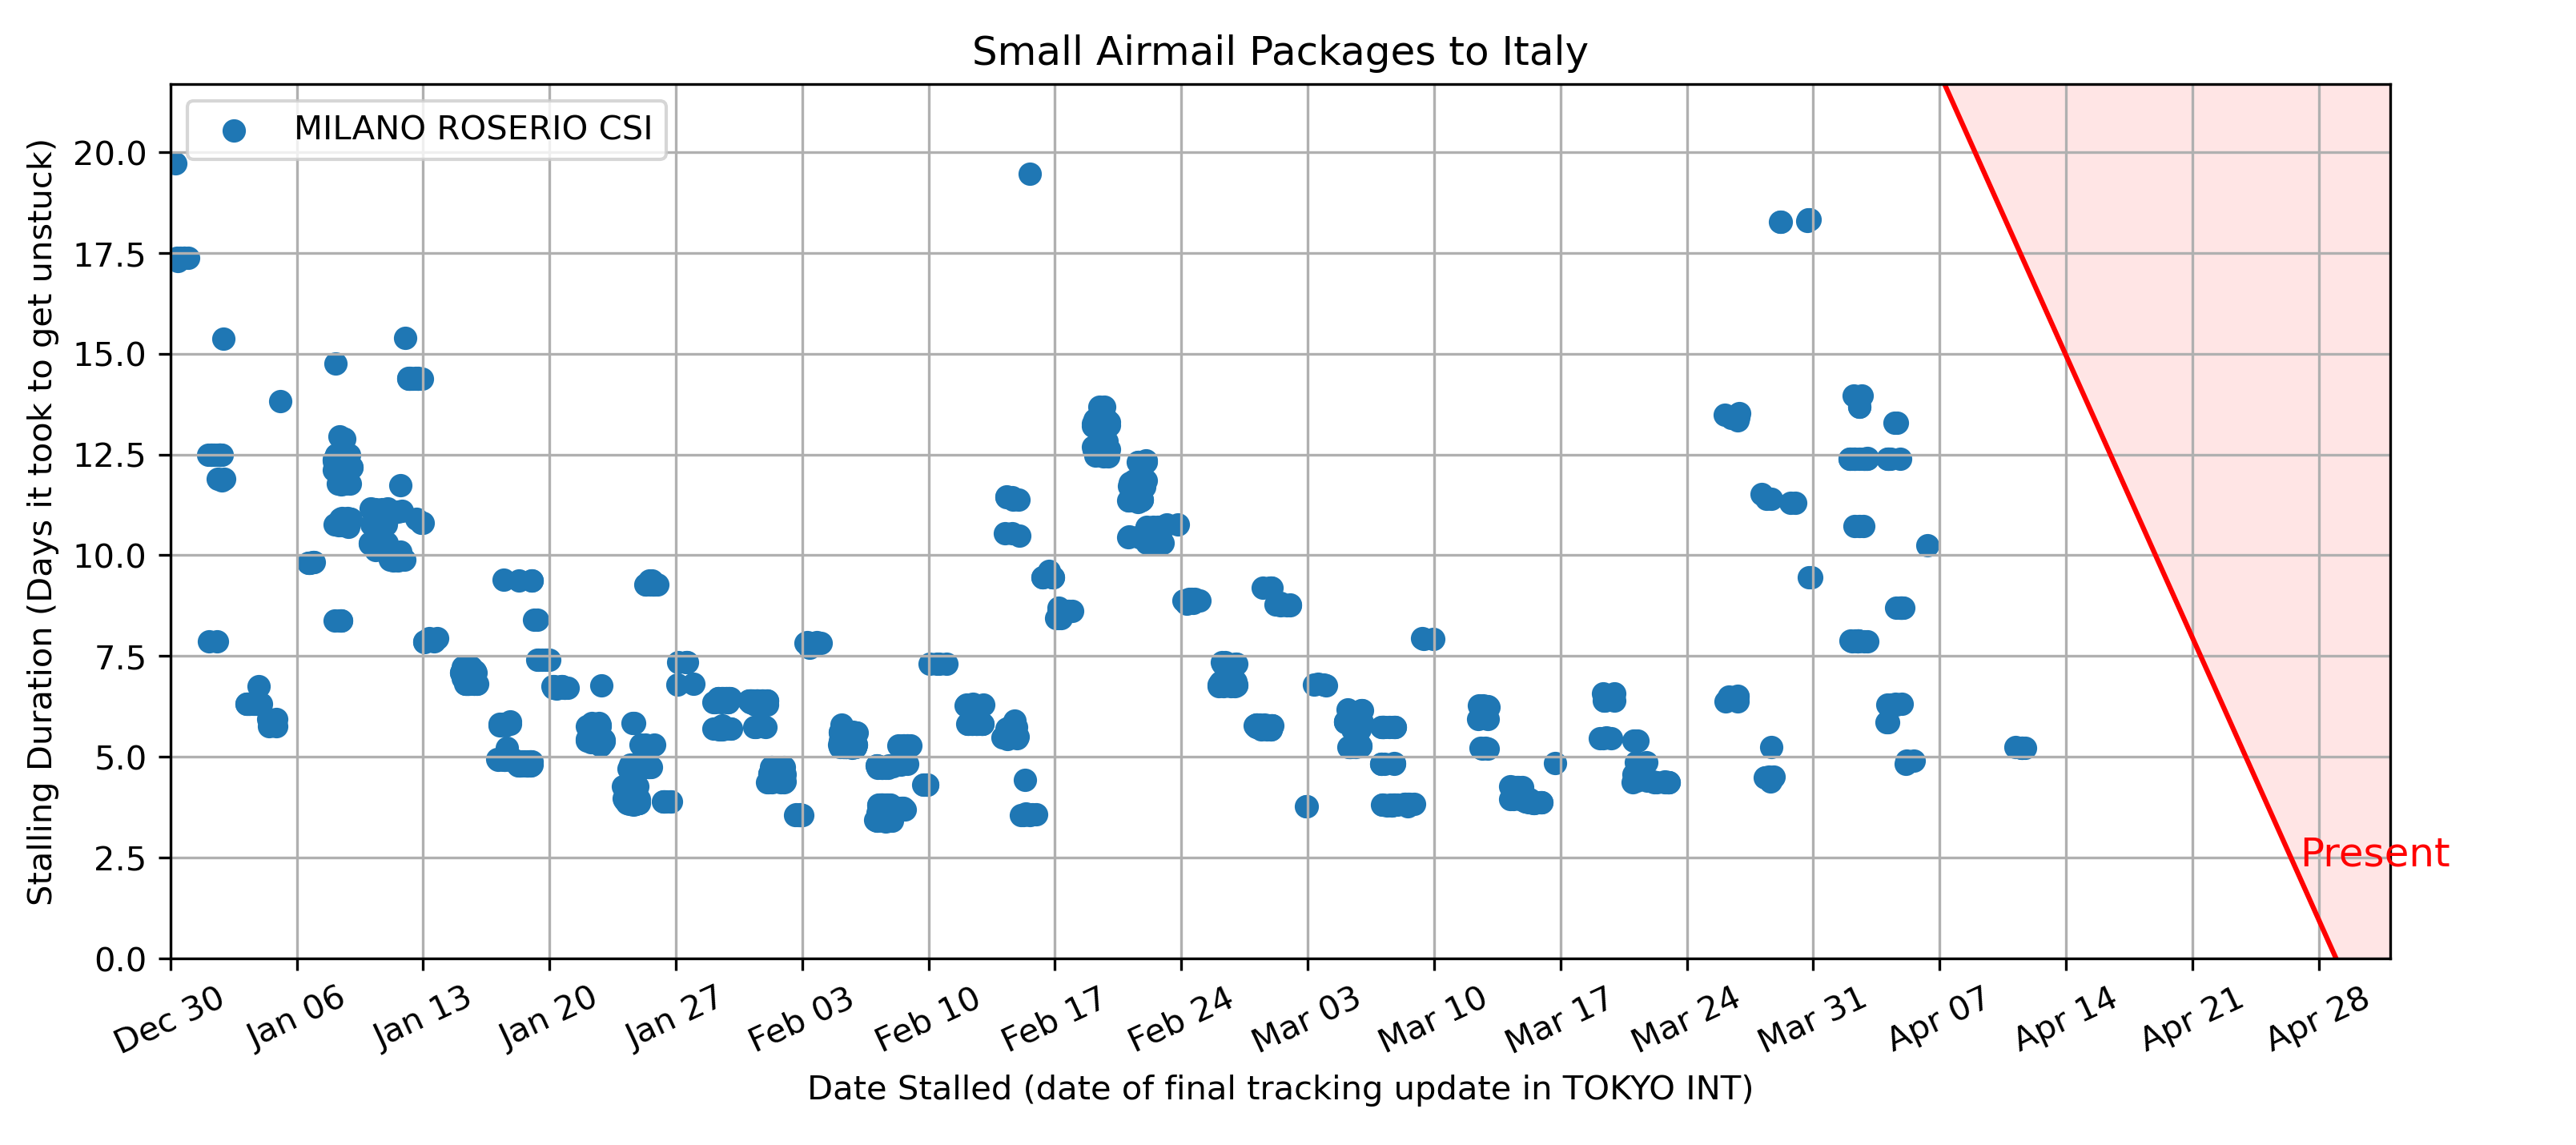 Small Airmail Packages to Italy
MILANO ROSERIO CSI
Stalling Duration (Days it took to get unstuck)
20.0
17.5
15.0
12.5
10.0
7.5
5.0
2.5
0.0
Present
Dec 30
Jan 06
Jan 13
Jan 20
Jan 27
Feb 03
Feb 10
Feb 17
Feb 24
Mar 03
Mar 10
Mar 17
Mar 24
Mar 31
Apr 07
Apr 14
Apr 21
Apr 28
Date Stalled (date of final tracking update in TOKYO INT)